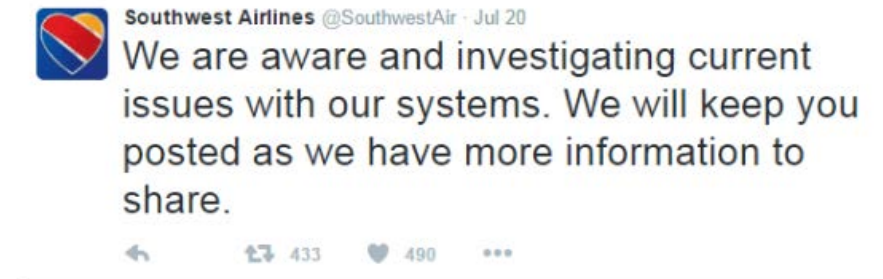 Southwest Airlines @SouthwestAir · Jul 20
We are aware and investigating current
issues with our systems. We will keep you
posted as we have more information to
share.
433 490